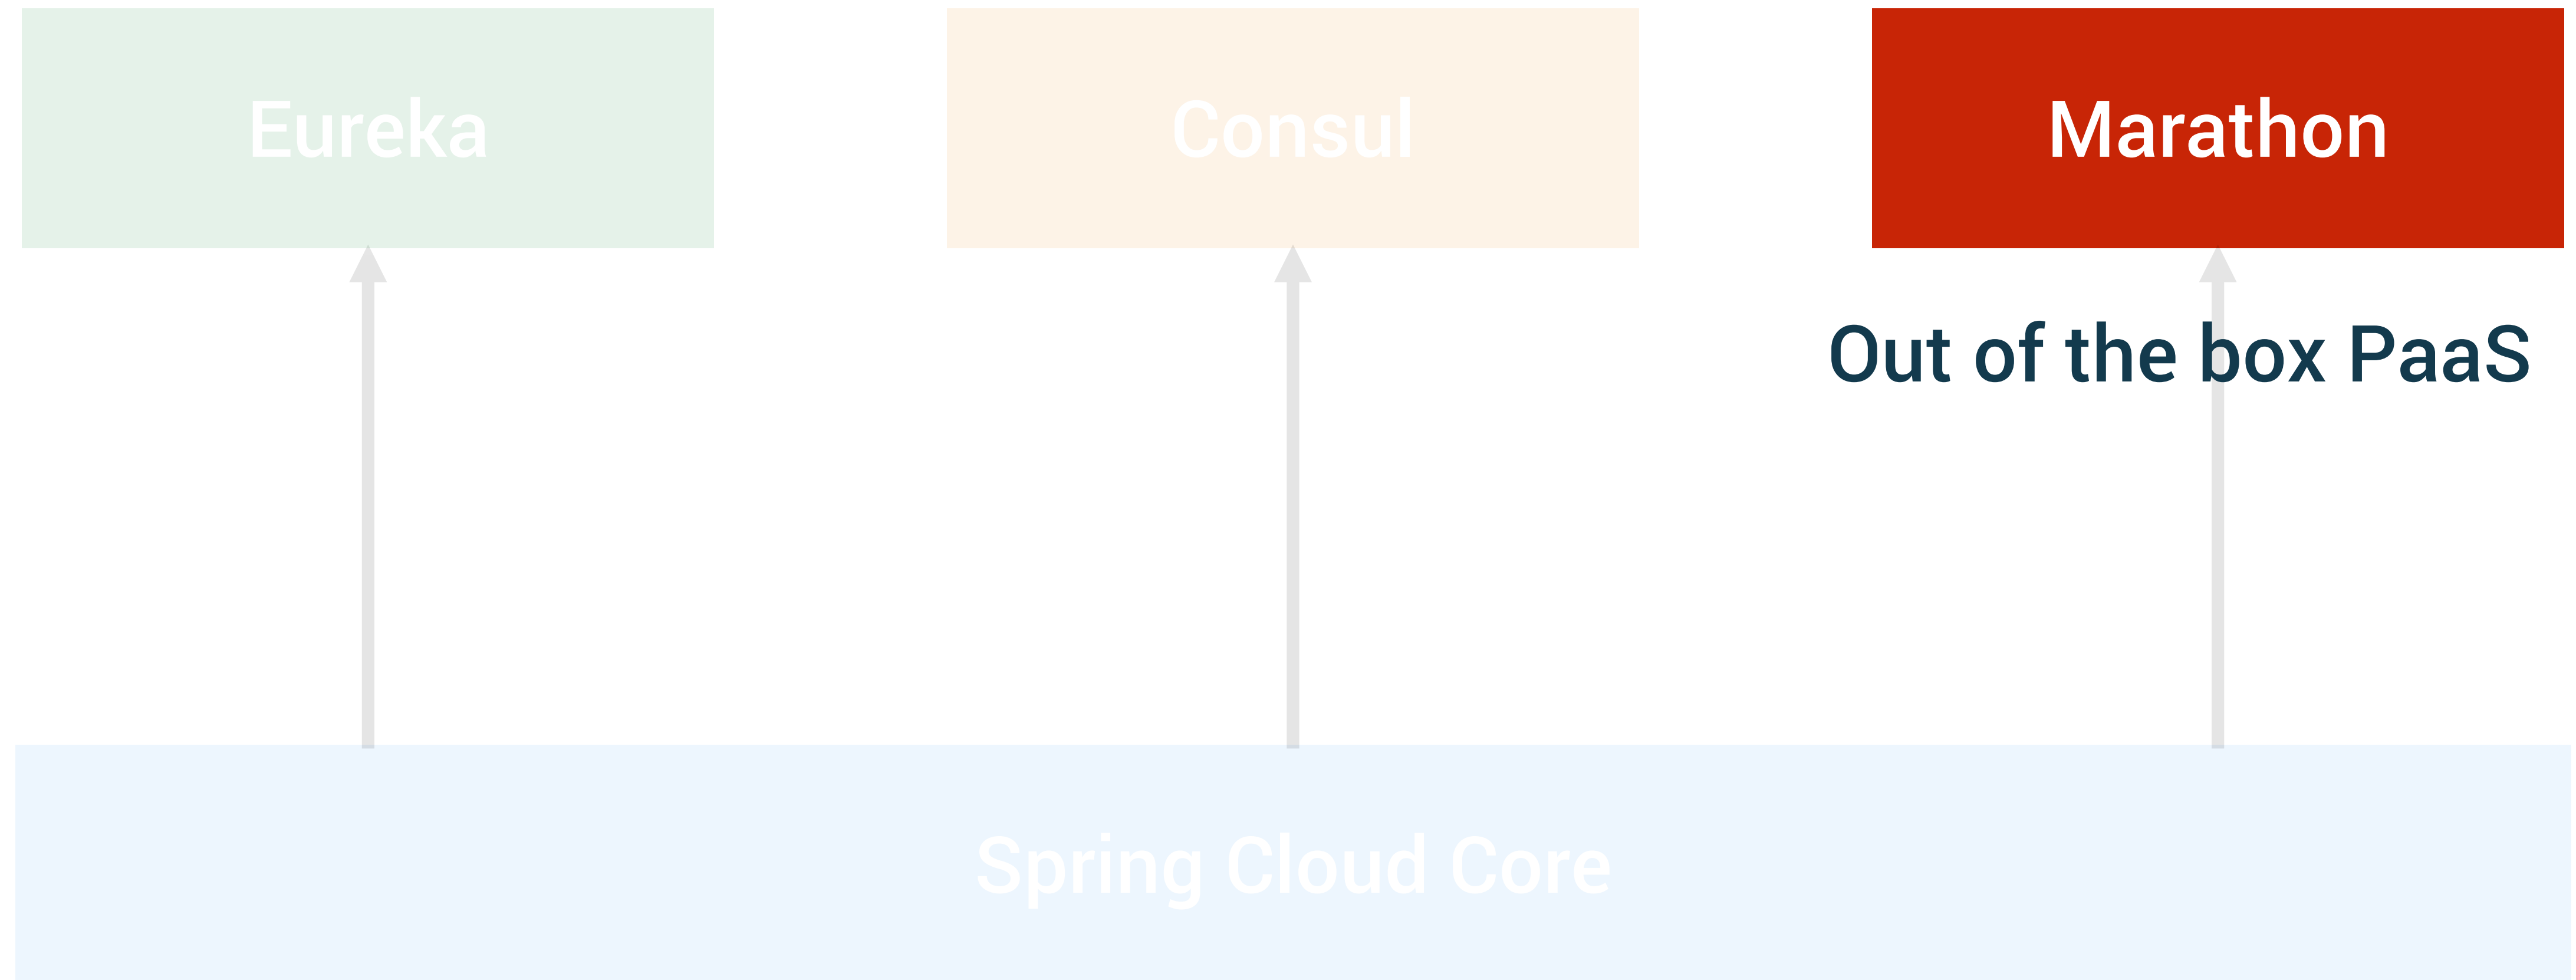 Eureka
Consul
Marathon
Out of the box PaaS
Spring Cloud Core